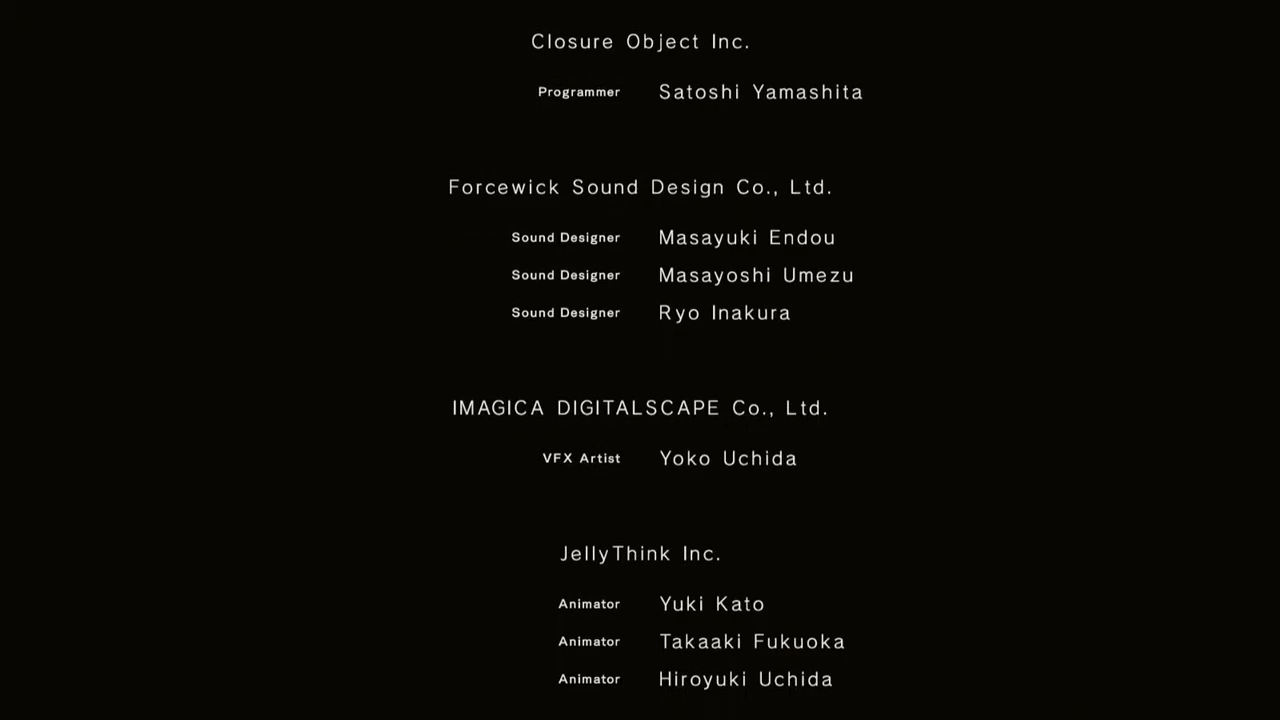 Closure Object Inc.
Programmer Satoshi Yamashita
Forcewick Sound Design Co., Ltd.
Sound Designer Masayuki Endou
Sound Designer Masayoshi Umezu
Sound Designer Ryo Inakura
IMAGICA DIGITALSCAPE Co., Ltd.
VFX Artist Yoko Uchida
JellyThink Inc.
Animator Yuki Kato
Animator Takaaki Fukuoka
Animator Hiroyuki Uchida